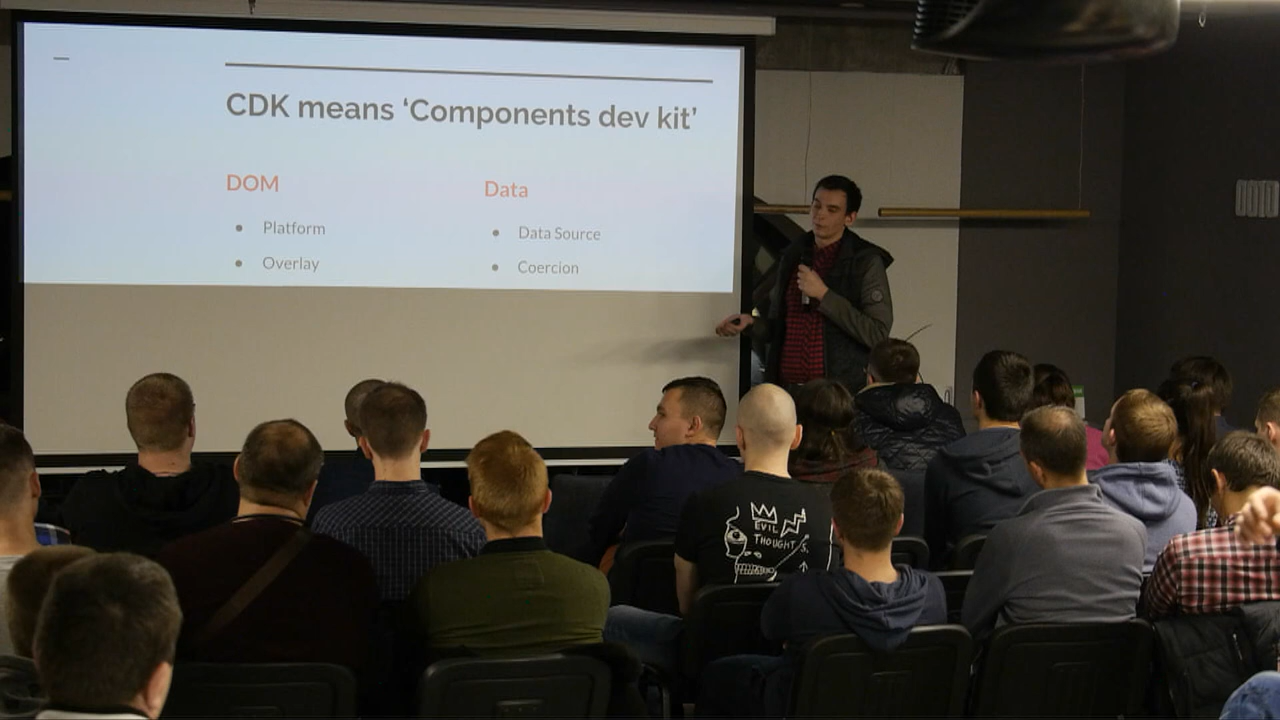 CDK means ‘Components dev kit’
DOM
Platform
Overlay
Data
Data Source
Coercion
EVIL
THOUGHTS,